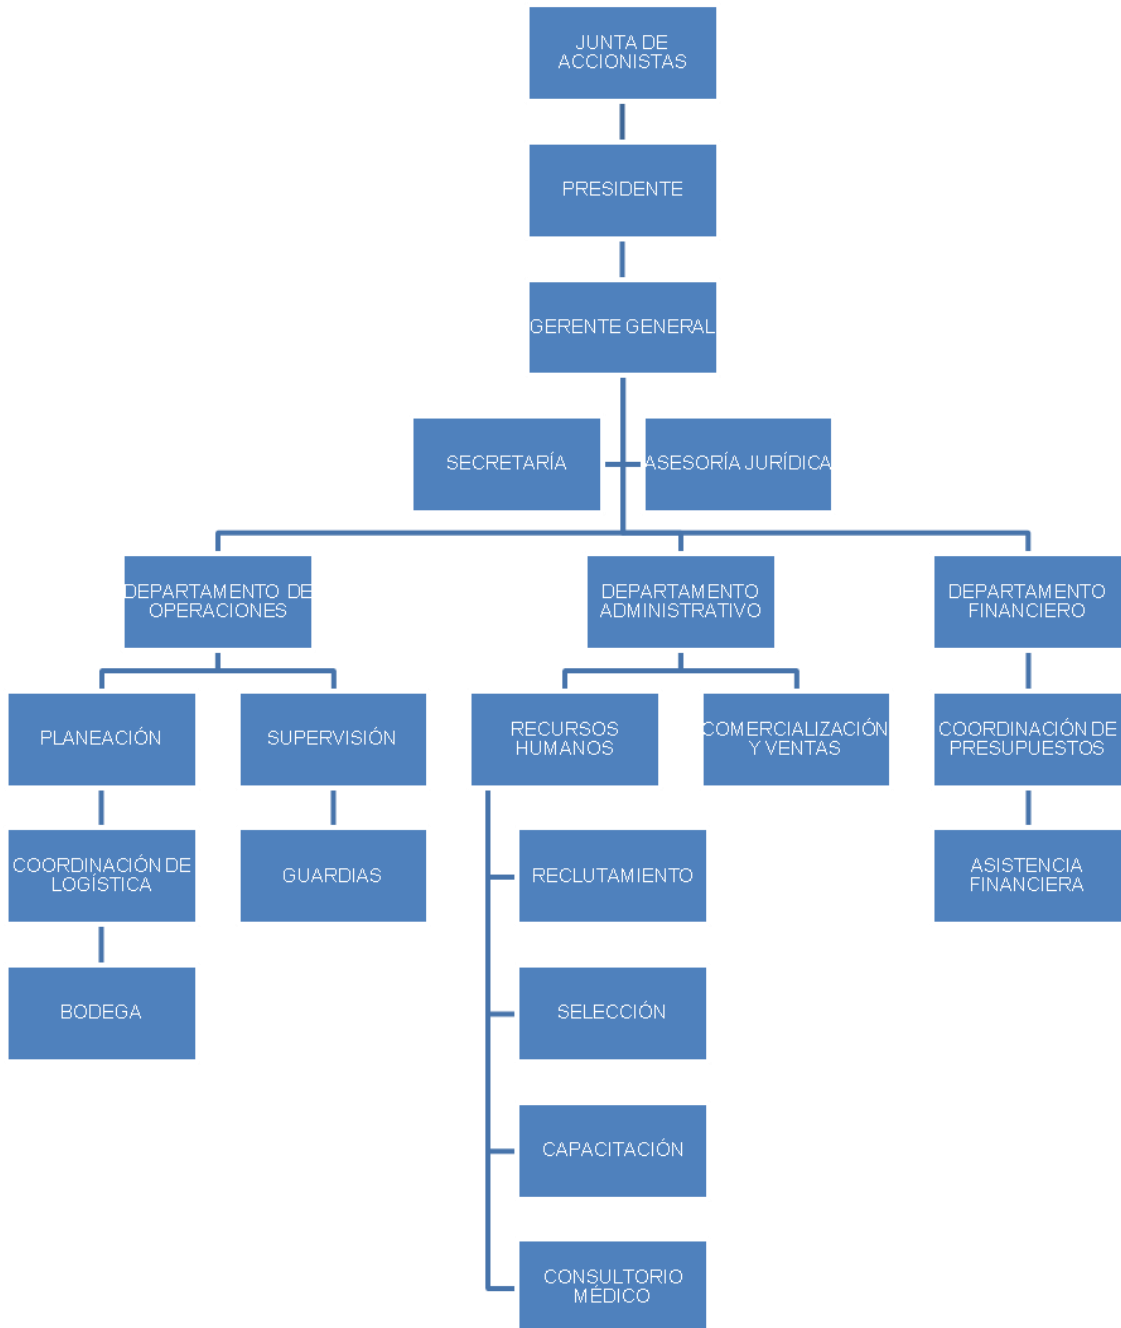 JUNTA DE
ACCIONISTAS
PRESIDENTE
GERENTE GENERAL
SECRETARÍA
ASESORÍA JURÍDICA
DEPARTAMENTO DE
OPERACIONES
DEPARTAMENTO
ADMINISTRATIVO
DEPARTAMENTO
FINANCIERO
PLANEACIÓN
SUPERVISIÓN
RECURSOS
HUMANOS
COMERCIALIZACIÓN
Y VENTAS
COORDINACIÓN DE
PRESUPUESTOS
COORDINACIÓN DE
LOGÍSTICA
GUARDIAS
RECLUTAMIENTO
ASISTENCIA
FINANCIERA
BODEGA
SELECCIÓN
CAPACITACIÓN
CONSULTORIO
MÉDICO